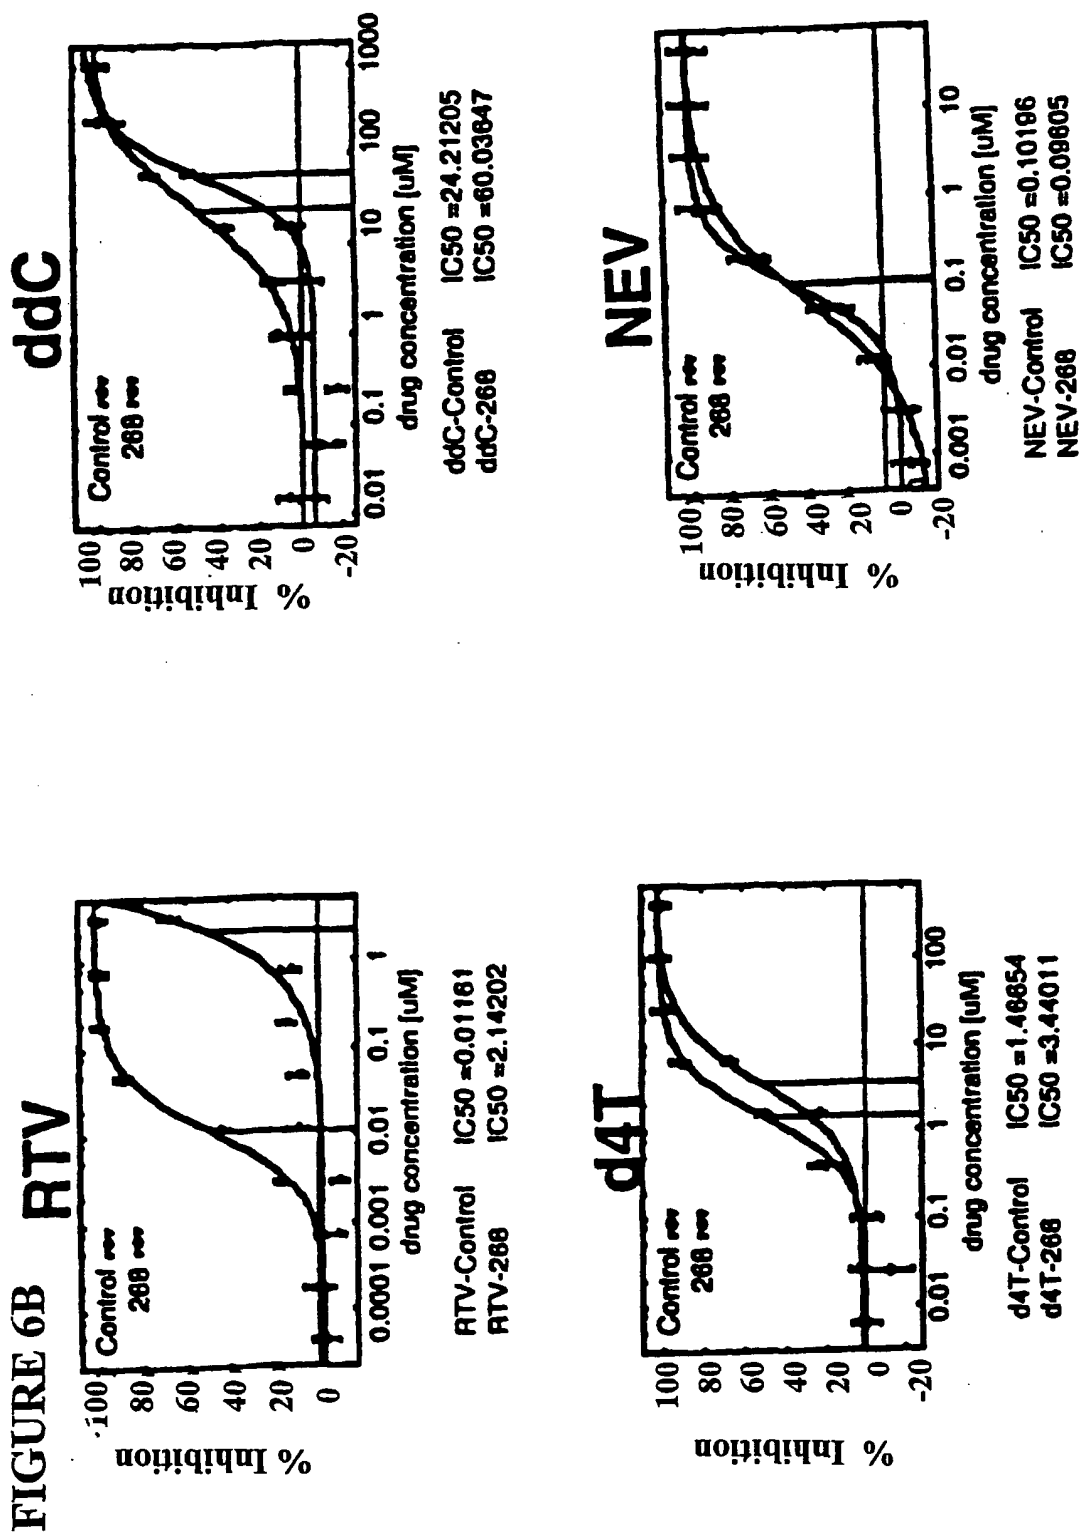 FIGURE 6B
RTV
% Inhibition
100
80
60
40
20
0
Control
268
0.0001 0.001 0.01 0.1 1
drug concentration [uM]
RTV-Control IC50 =0.01161
RTV-268 IC50 =2.14202
ddC
% Inhibition
100
80
60
40
20
0
-20
Control
268
0.01 0.1 1 10 100 1000
drug concentration [uM]
ddC-Control IC50 =24.21205
ddC-268 IC50 =60.03647
d4T
% Inhibition
100
80
60
40
20
0
-20
Control
268
0.01 0.1 1 10 100
drug concentration [uM]
d4T-Control IC50 =1.46654
d4T-268 IC50 =3.44011
NEV
% Inhibition
100
80
60
40
20
0
-20
Control
268
0.001 0.01 0.1 1 10
drug concentration [uM]
NEV-Control IC50 =0.10196
NEV-268 IC50 =0.09605